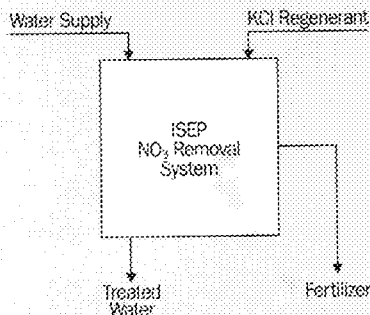 Water Supply
KCl Regenerant
ISEP
NO₃ Removal
System
Treated
Water
Fertilizer